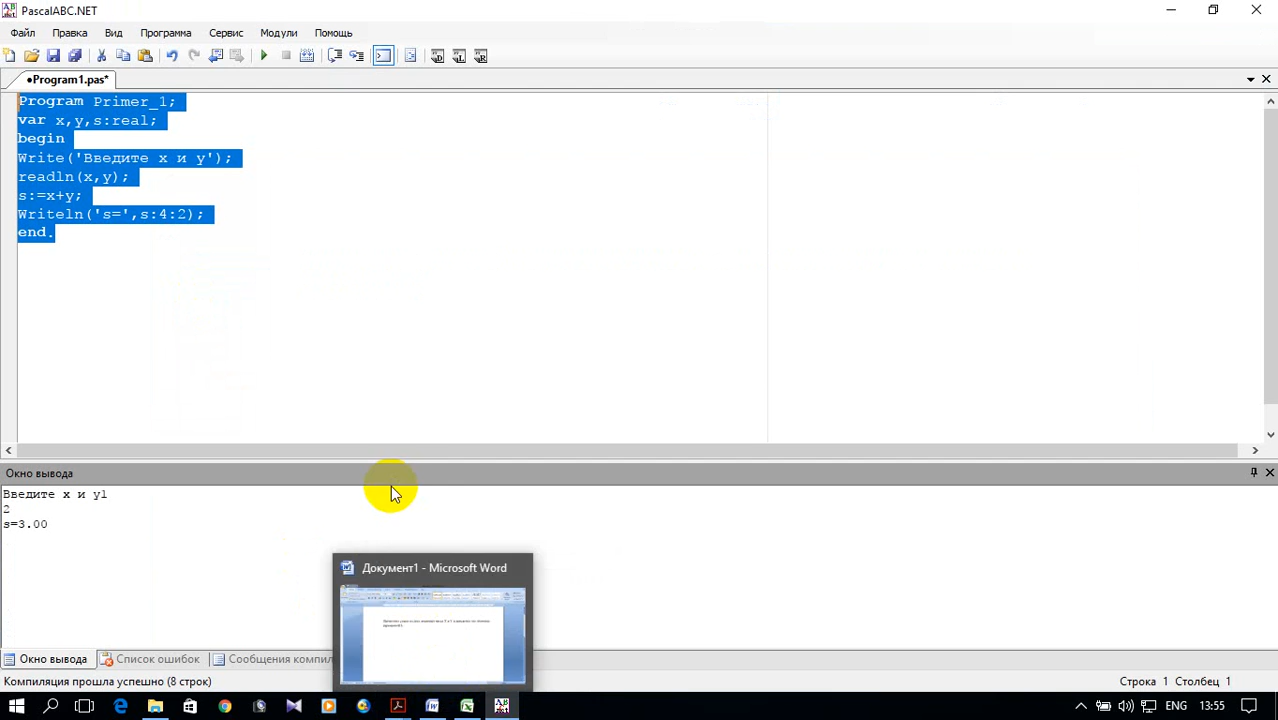 PascalABC.NET
Файл Правка Вид Программа Сервис Модули Помощь
●Program1.pas*
Program Primer_1;
var x,y,s:real;
begin
Write('Введите х и у');
readln(x,y);
s:=x+y;
Writeln('s=',s:4:2);
end.
Окно вывода
Введите х и у1
2
s=3.00
Документ1 - Microsoft Word
Окно вывода Список ошибок Сообщения компил
Компиляция прошла успешно (8 строк) Строка 1 Столбец 1
ENG 13:55